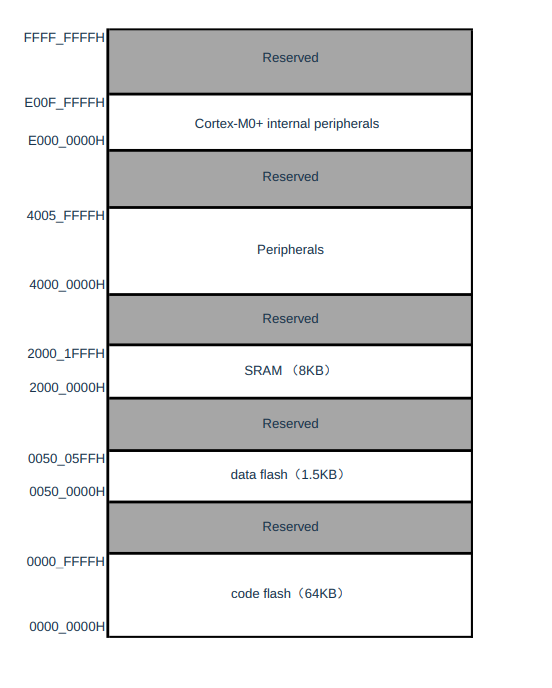 FFFF_FFFFH
Reserved
E00F_FFFFH
Cortex-M0+ internal peripherals
E000_0000H
Reserved
4005_FFFFH
Peripherals
4000_0000H
Reserved
2000_1FFFH
SRAM （8KB）
2000_0000H
Reserved
0050_05FFH
data flash（1.5KB）
0050_0000H
Reserved
0000_FFFFH
code flash（64KB）
0000_0000H